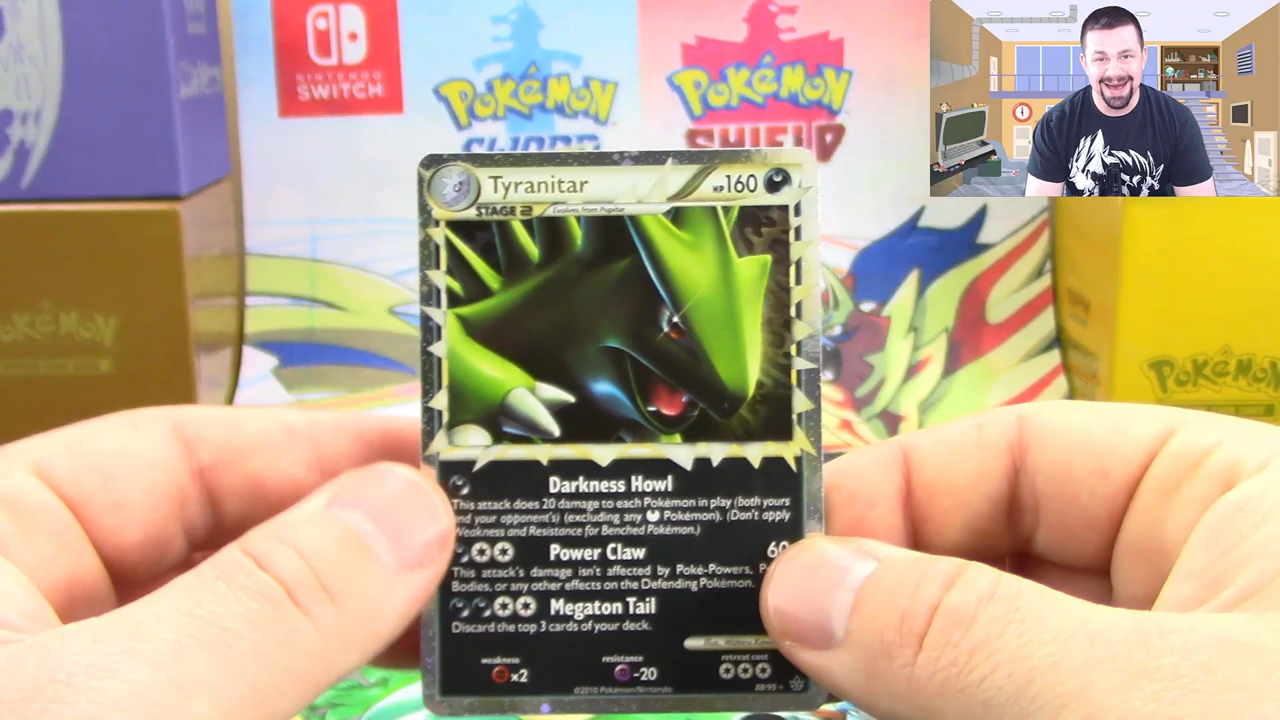 NINTENDO
SWITCH
POKéMON
SWORD
POKéMON
SHIELD
POKéMON
POKéMON
Tyranitar
HP 160
STAGE 2
Evolves from Pupitar
Darkness Howl
This attack does 20 damage to each Pokémon in play (both yours
and your opponent's) (excluding any Pokémon). (Don't apply
Weakness and Resistance for Benched Pokémon.)
Power Claw 60
This attack's damage isn't affected by Poké-Powers,
Bodies, or any other effects on the Defending Pokémon.
Megaton Tail
Discard the top 3 cards of your deck.
weakness
x2
resistance
-20
retreat cost
©2010 Pokémon/Nintendo
88/95